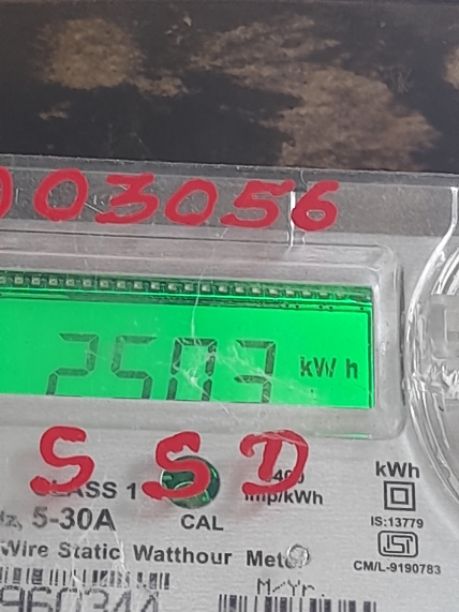 003056
2503 kWh
S S D
CLASS 1
imp/kWh
kWh
Hz, 5-30A
CAL
IS:13779
Wire Static Watthour Meter
CM/L-9190783
M/Yr.
960344